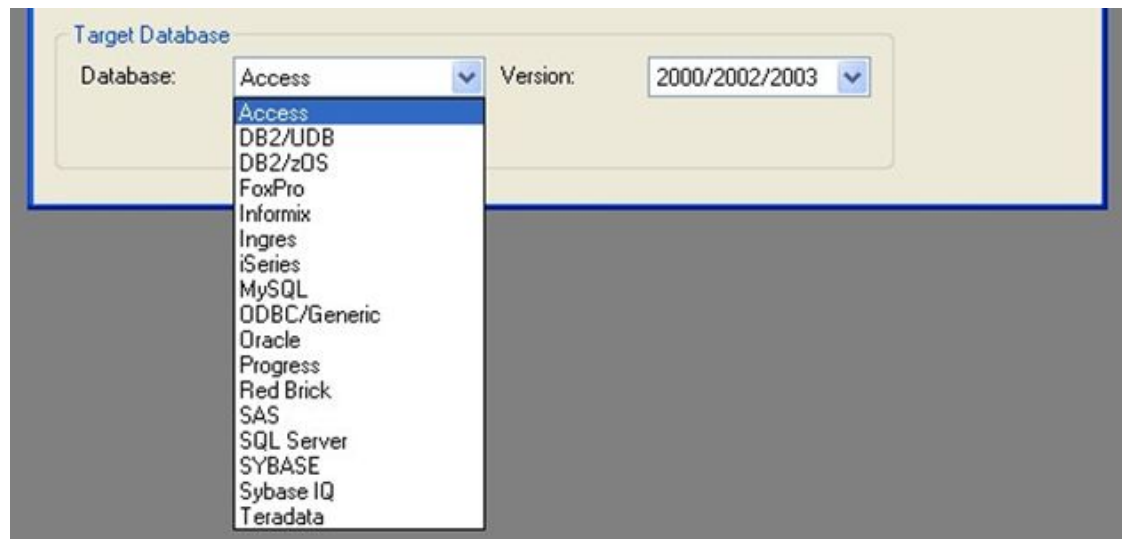 Target Database
Database: Access Version: 2000/2002/2003
Access
DB2/UDB
DB2/zOS
FoxPro
Informix
Ingres
iSeries
MySQL
ODBC/Generic
Oracle
Progress
Red Brick
SAS
SQL Server
SYBASE
Sybase IQ
Teradata